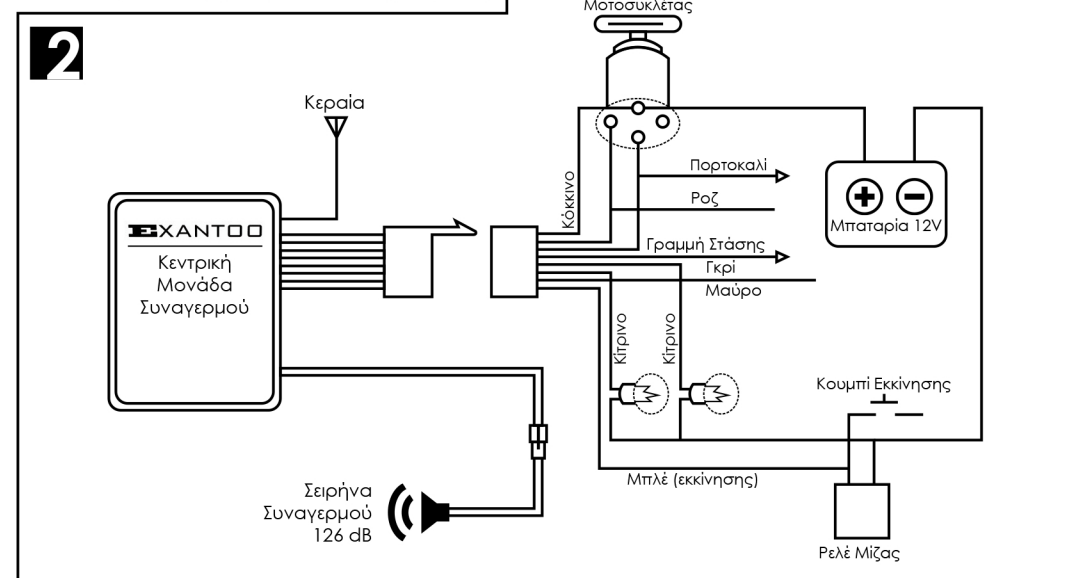 Μοτοσυκλέτας
2
Κεραία
Κόκκινο
Πορτοκαλί
Ροζ
Μπαταρία 12V
EXANTOO
Κεντρική
Μονάδα
Συναγερμού
Γραμμή Στάσης
Γκρί
Μαύρο
Κίτρινο
Κίτρινο
Κουμπί Εκκίνησης
Μπλέ (εκκίνησης)
Σειρήνα
Συναγερμού
126 dB
Ρελέ Μίζας